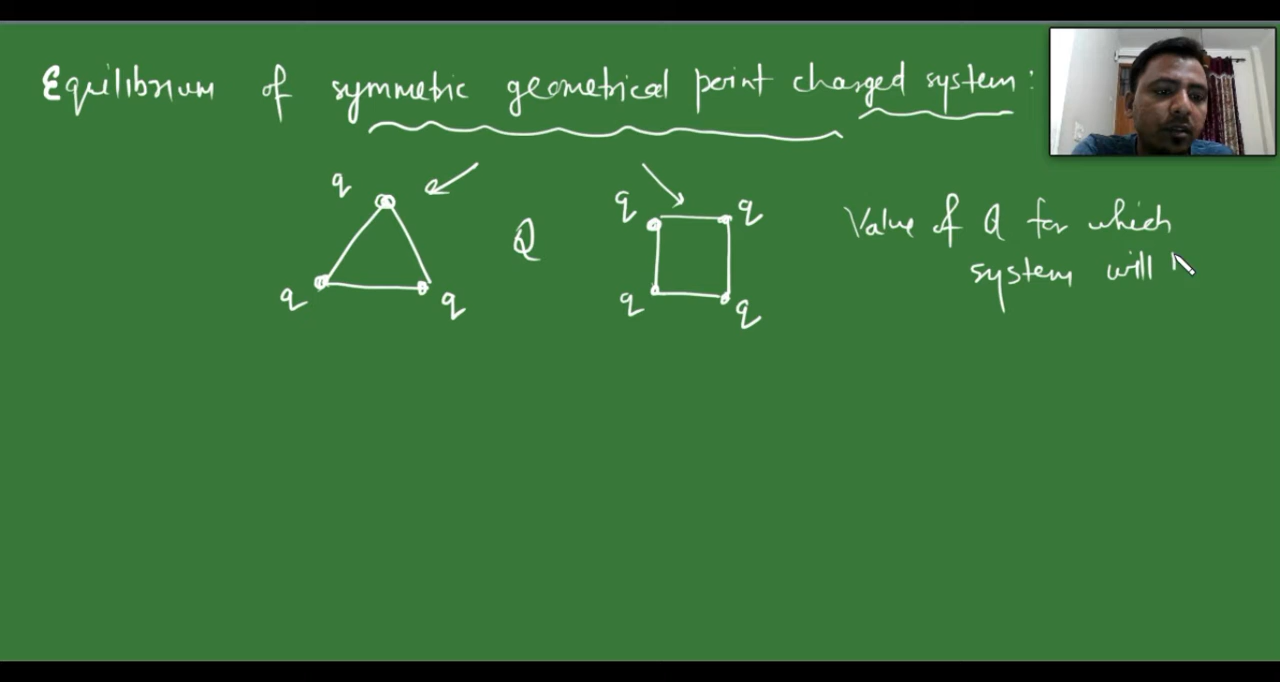 Equilibrium of symmetric geometrical point charged system :
q
q
q
Q
q
q
q
q
Value of Q for which
system will